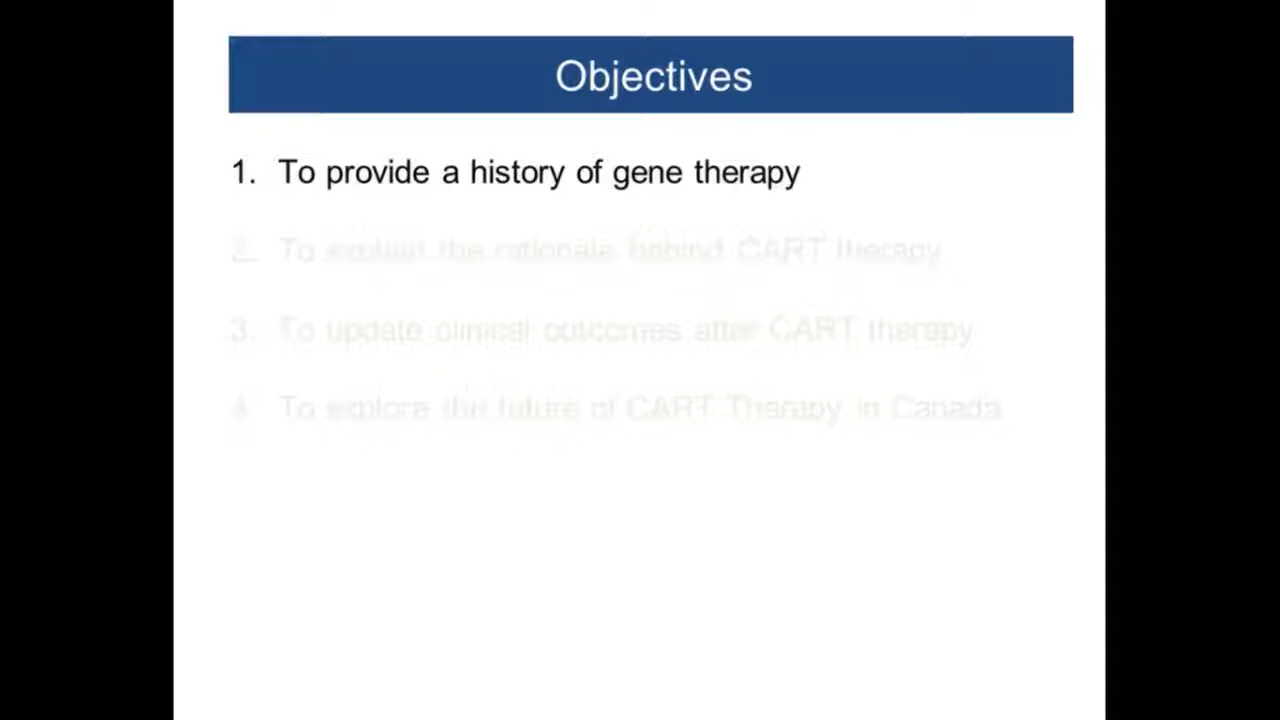 Objectives
1. To provide a history of gene therapy
2. To explain the rationale behind CART therapy
3. To update clinical outcomes after CART therapy
4. To explore the future of CART Therapy in Canada